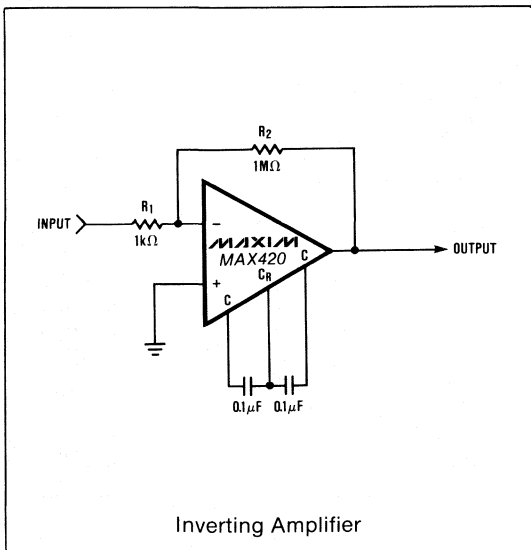 R2
1MΩ
INPUT
R1
1kΩ
−
MAXIM
MAX420
+
C
CR
C
OUTPUT
0.1μF
0.1μF
Inverting Amplifier